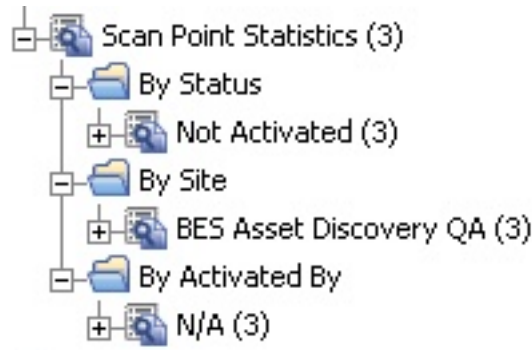 Scan Point Statistics (3)
By Status
Not Activated (3)
By Site
BES Asset Discovery QA (3)
By Activated By
N/A (3)